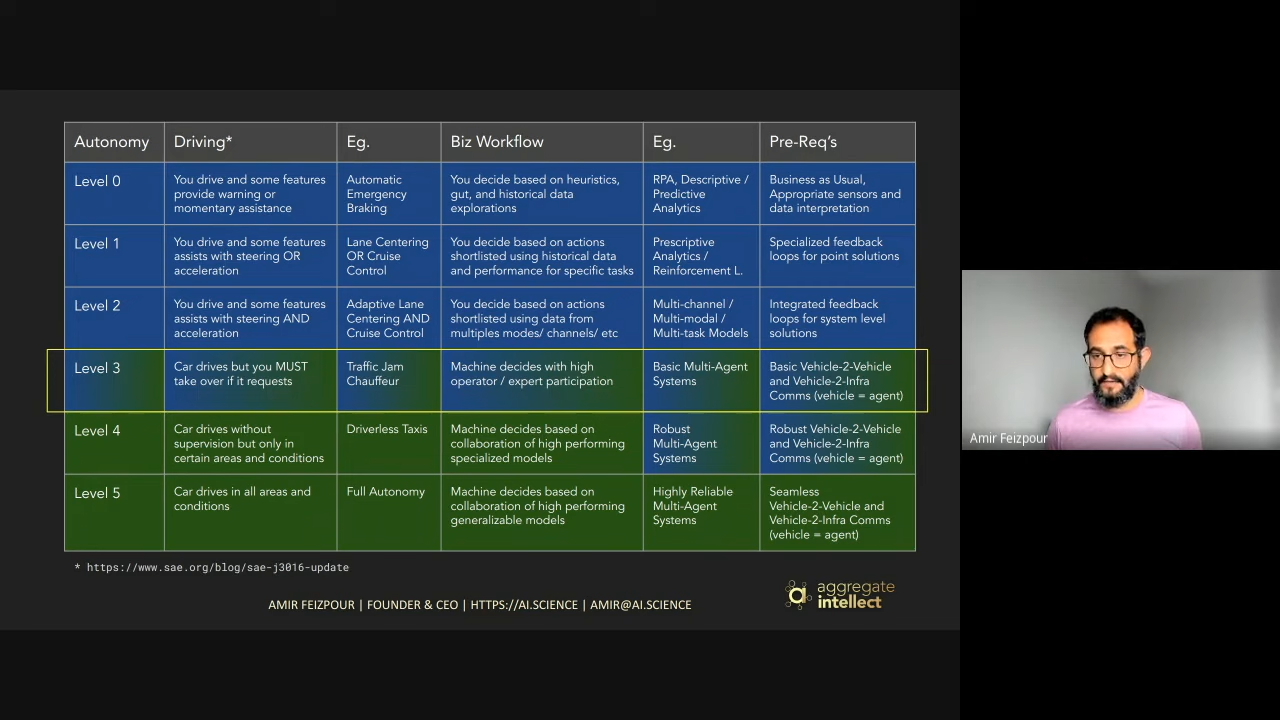 Autonomy
Driving*
Eg.
Biz Workflow
Eg.
Pre-Req's
Level 0
You drive and some features
provide warning or
momentary assistance
Automatic
Emergency
Braking
You decide based on heuristics,
gut, and historical data
explorations
RPA, Descriptive /
Predictive
Analytics
Business as Usual,
Appropriate sensors and
data interpretation
Level 1
You drive and some features
assists with steering OR
acceleration
Lane Centering
OR Cruise
Control
You decide based on actions
shortlisted using historical data
and performance for specific tasks
Prescriptive
Analytics /
Reinforcement L.
Specialized feedback
loops for point solutions
Level 2
You drive and some features
assists with steering AND
acceleration
Adaptive Lane
Centering AND
Cruise Control
You decide based on actions
shortlisted using data from
multiples modes/ channels/ etc
Multi-channel /
Multi-modal /
Multi-task Models
Integrated feedback
loops for system level
solutions
Level 3
Car drives but you MUST
take over if it requests
Traffic Jam
Chauffeur
Machine decides with high
operator / expert participation
Basic Multi-Agent
Systems
Basic Vehicle-2-Vehicle
and Vehicle-2-Infra
Comms (vehicle = agent)
Level 4
Car drives without
supervision but only in
certain areas and conditions
Driverless Taxis
Machine decides based on
collaboration of high performing
specialized models
Robust
Multi-Agent
Systems
Robust Vehicle-2-Vehicle
and Vehicle-2-Infra
Comms (vehicle = agent)
Level 5
Car drives in all areas and
conditions
Full Autonomy
Machine decides based on
collaboration of high performing
generalizable models
Highly Reliable
Multi-Agent
Systems
Seamless
Vehicle-2-Vehicle and
Vehicle-2-Infra Comms
(vehicle = agent)
* https://www.sae.org/blog/sae-j3016-update
AMIR FEIZPOUR | FOUNDER & CEO | HTTPS://AI.SCIENCE | AMIR@AI.SCIENCE
aggregate
intellect
Amir Feizpour